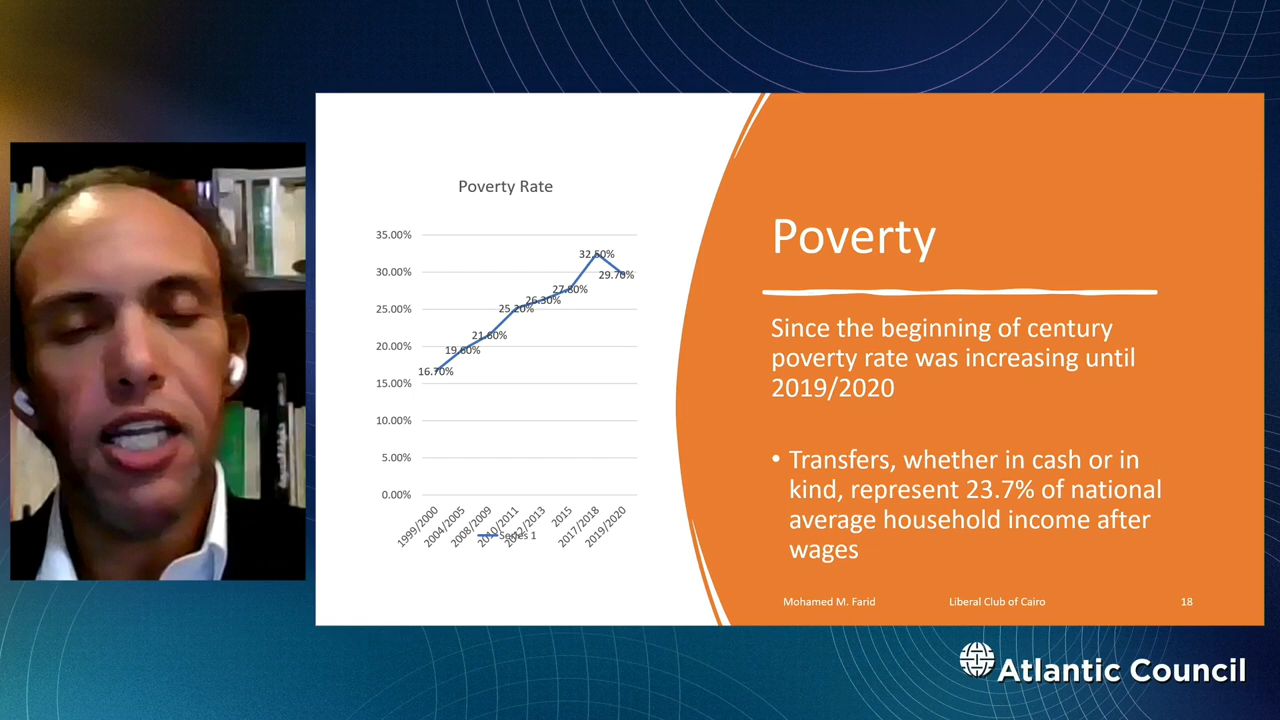 Poverty Rate
35.00%
30.00%
25.00%
20.00%
15.00%
10.00%
5.00%
0.00%
16.70%
19.60%
21.60%
25.20%
26.30%
27.80%
32.50%
29.70%
1999/2000
2004/2005
2008/2009
2010/2011
2012/2013
2015
2017/2018
2019/2020
Series 1
Poverty
Since the beginning of century
poverty rate was increasing until
2019/2020
• Transfers, whether in cash or in
kind, represent 23.7% of national
average household income after
wages
Mohamed M. Farid
Liberal Club of Cairo
18
Atlantic Council